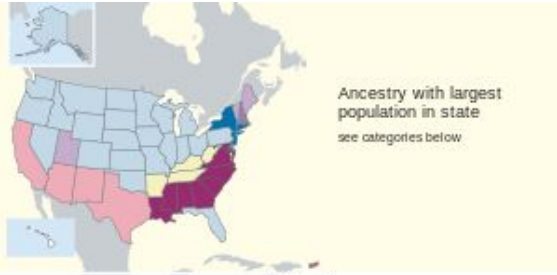 Ancestry with largest
population in state
see categories below